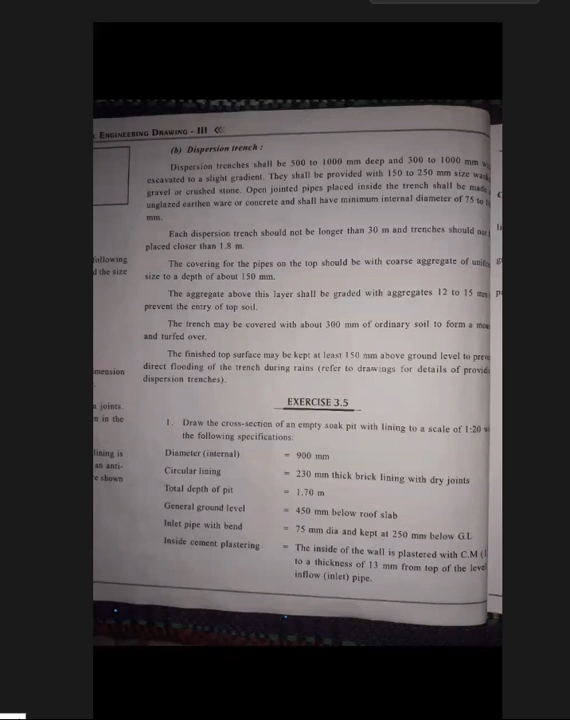 ENGINEERING DRAWING - III
(b) Dispersion trench :
Dispersion trenches shall be 500 to 1000 mm deep and 300 to 1000 mm
excavated to a slight gradient. They shall be provided with 150 to 250 mm size
gravel or crushed stone. Open jointed pipes placed inside the trench shall be made
unglazed earthen ware or concrete and shall have minimum internal diameter of 75 to
mm.
Each dispersion trench should not be longer than 30 m and trenches should
placed closer than 1.8 m.
following
The covering for the pipes on the top should be with coarse aggregate of
d the size
size to a depth of about 150 mm.
The aggregate above this layer shall be graded with aggregates 12 to 15 mm
prevent the entry of top soil.
The trench may be covered with about 300 mm of ordinary soil to form a
and turfed over.
The finished top surface may be kept at least 150 mm above ground level to
mension
direct flooding of the trench during rains (refer to drawings for details of
dispersion trenches).
joints.
n in the
EXERCISE 3.5
1. Draw the cross-section of an empty soak pit with lining to a scale of 1:20
the following specifications:
lining is
an anti-
e shown
Diameter (internal) = 900 mm
Circular lining = 230 mm thick brick lining with dry joints
Total depth of pit = 1.70 m
General ground level = 450 mm below roof slab
Inlet pipe with bend = 75 mm dia and kept at 250 mm below G.L
Inside cement plastering = The inside of the wall is plastered with C.M
to a thickness of 13 mm from top of the
inflow (inlet) pipe.